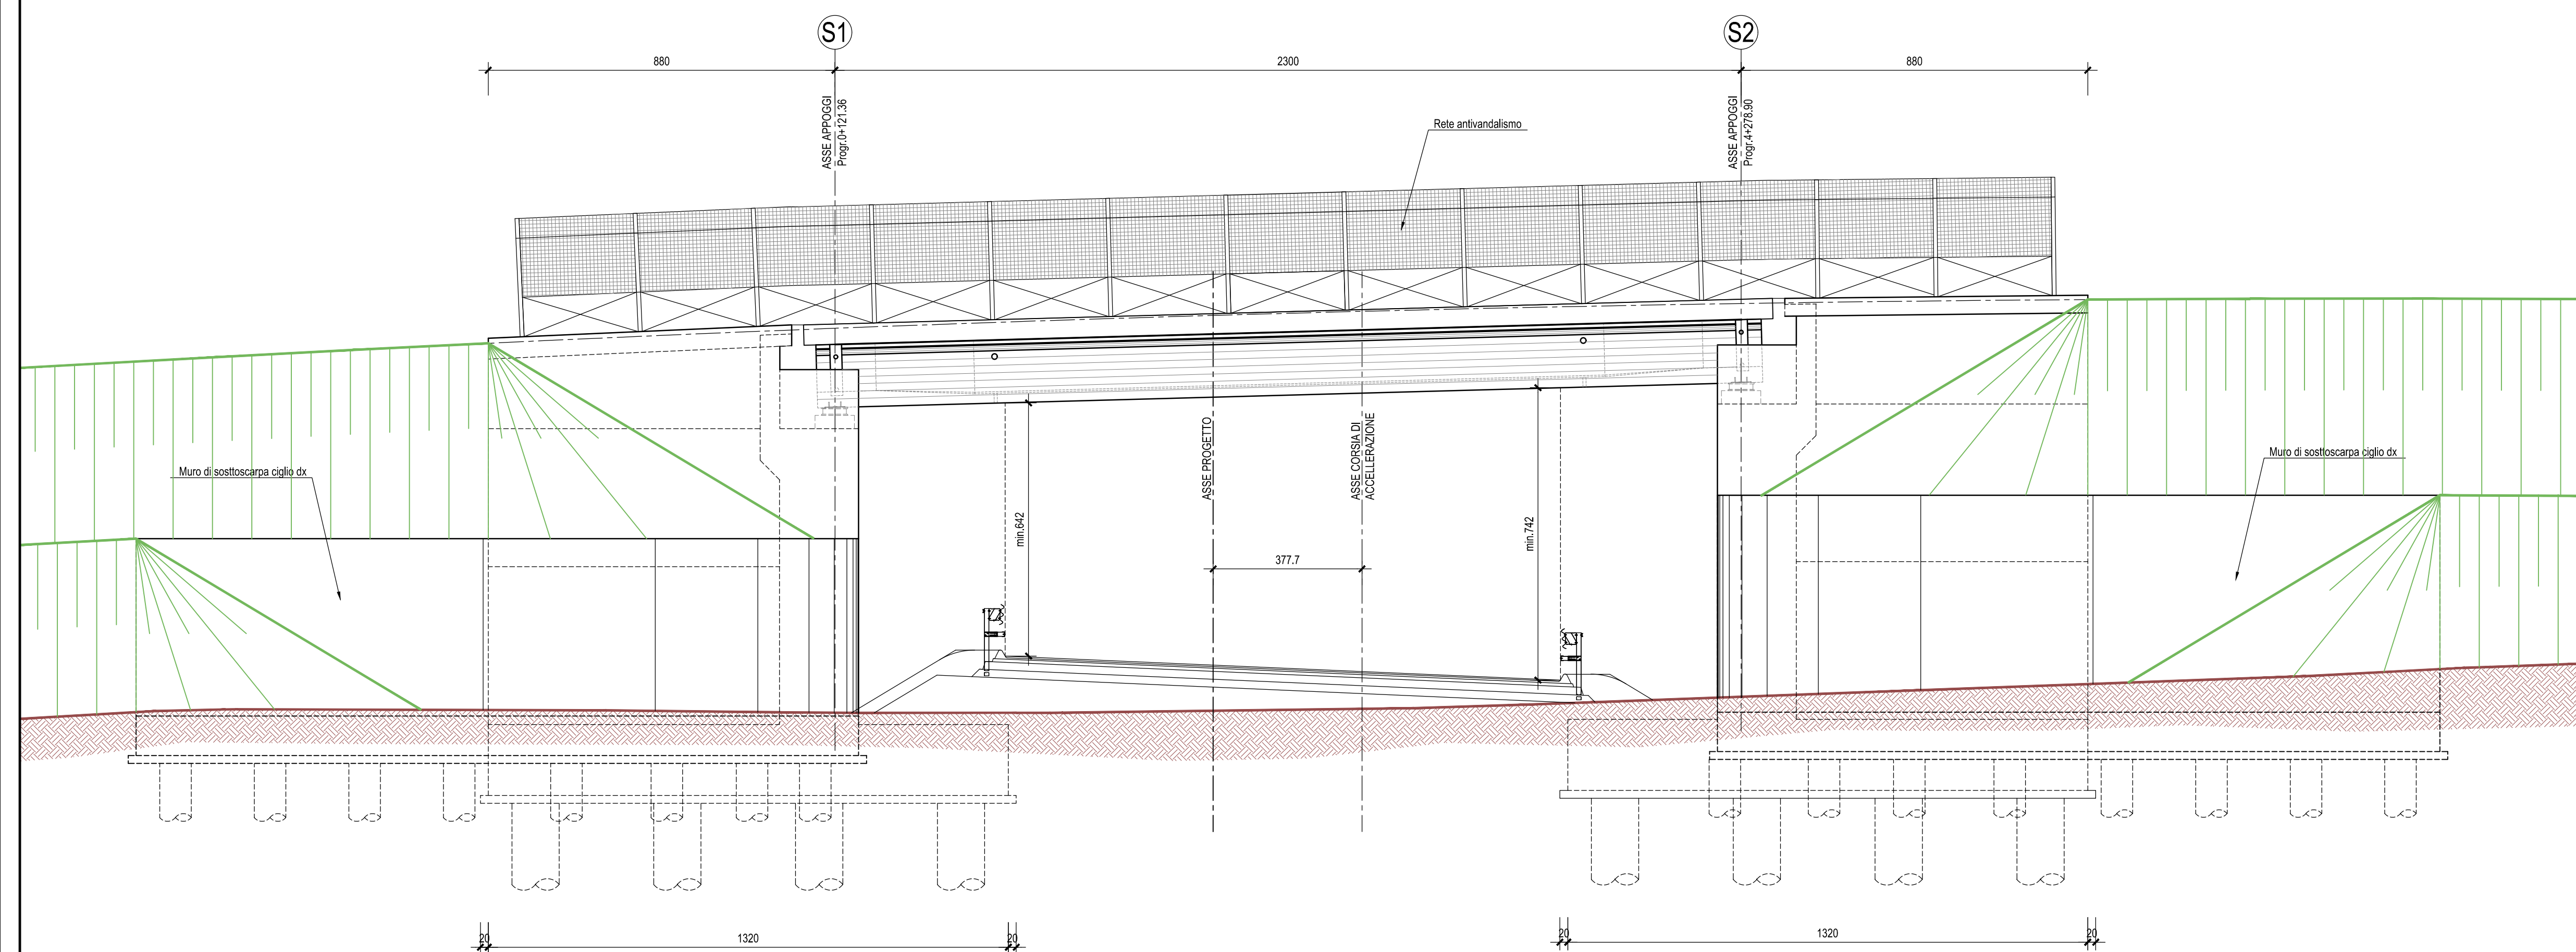 S1
S2
880
2300
880
ASSE APPOGGI
Progr.0+121.36
ASSE APPOGGI
Progr.4+278.90
Rete antivandalismo
Muro di sosttoscarpa ciglio dx
Muro di sosttoscarpa ciglio dx
ASSE PROGETTO
ASSE CORSIA DI
ACCELLERAZIONE
min.642
min.742
377.7
20
1320
20
20
1320
20